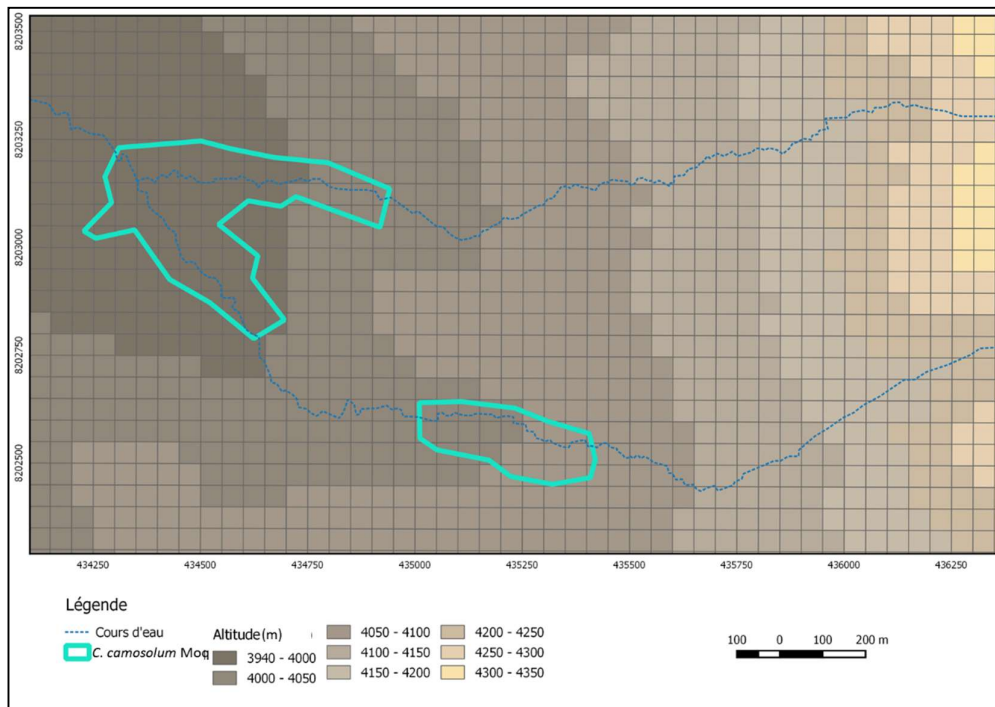 8203500
8203250
8203000
8202750
8202500
434250 434500 434750 435000 435250 435500 435750 436000 436250
Légende
Cours d'eau
C. camosolum Moq
Altitude (m)
3940 - 4000
4000 - 4050
4050 - 4100
4100 - 4150
4150 - 4200
4200 - 4250
4250 - 4300
4300 - 4350
100 0 100 200 m